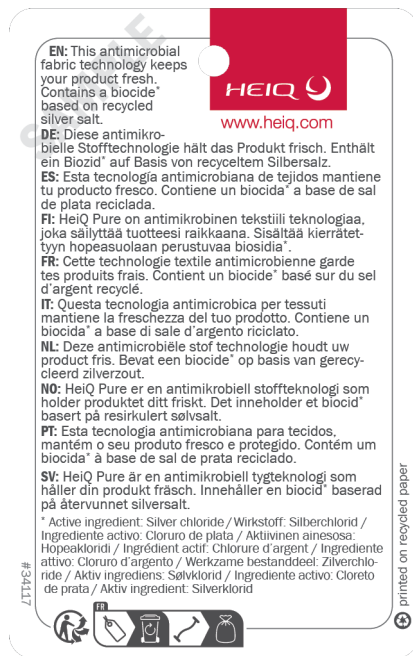 SAMPLE
EN: This antimicrobial
fabric technology keeps
your product fresh.
Contains a biocide*
based on recycled
silver salt.
HEIQ
www.heiq.com
DE: Diese antimikro-
bielle Stofftechnologie hält das Produkt frisch. Enthält
ein Biozid* auf Basis von recyceltem Silbersalz.
ES: Esta tecnología antimicrobiana de tejidos mantiene
tu producto fresco. Contiene un biocida* a base de sal
de plata reciclada.
FI: HeiQ Pure on antimikrobinen tekstiili teknologiaa,
joka säilyttää tuotteesi raikkaana. Sisältää kierrätet-
tyyn hopeasuolaan perustuvaa biosidia*.
FR: Cette technologie textile antimicrobienne garde
tes produits frais. Contient un biocide* basé sur du sel
d'argent recyclé.
IT: Questa tecnologia antimicrobica per tessuti
mantiene la freschezza del tuo prodotto. Contiene un
biocida* a base di sale d'argento riciclato.
NL: Deze antimicrobiële stof technologie houdt uw
product fris. Bevat een biocide* op basis van gerecy-
cleerd zilverzout.
NO: HeiQ Pure er en antimikrobiell stoffteknologi som
holder produktet ditt friskt. Det inneholder et biocid*
basert på resirkulert sølvsalt.
PT: Esta tecnologia antimicrobiana para tecidos,
mantém o seu produto fresco e protegido. Contém um
biocida* à base de sal de prata reciclado.
SV: HeiQ Pure är en antimikrobiell tygteknologi som
håller din produkt fräsch. Innehåller en biocid* baserad
på återvunnet silversalt.
* Active ingredient: Silver chloride / Wirkstoff: Silberchlorid /
Ingrediente activo: Cloruro de plata / Aktiivinen ainesosa:
Hopeakloridi / Ingrédient actif: Chlorure d'argent / Ingrediente
attivo: Cloruro d'argento / Werkzame bestanddeel: Zilverchlo-
ride / Aktiv ingrediens: Sølvklorid / Ingrediente activo: Cloreto
de prata / Aktiv ingredient: Silverklorid
#34117
printed on recycled paper
FR